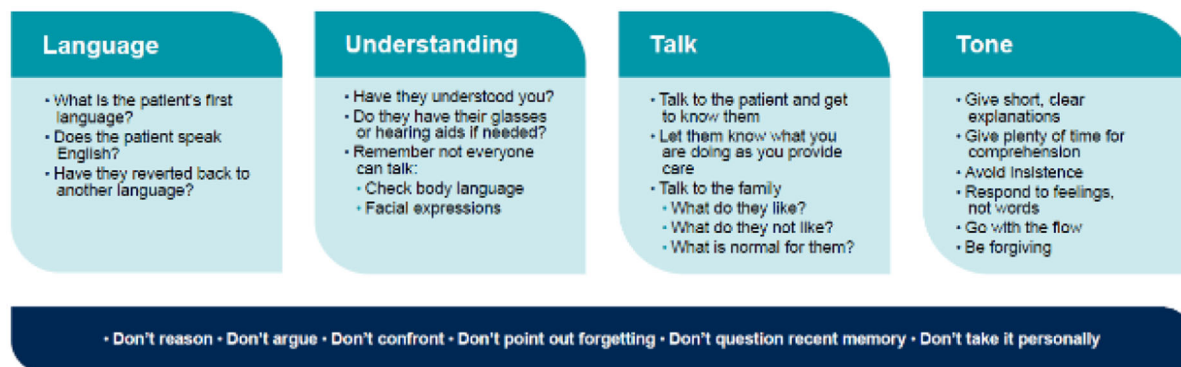 Language
• What is the patient's first
language?
• Does the patient speak
English?
• Have they reverted back to
another language?
Understanding
• Have they understood you?
• Do they have their glasses
or hearing aids if needed?
• Remember not everyone
can talk:
• Check body language
• Facial expressions
Talk
• Talk to the patient and get
to know them
• Let them know what you
are doing as you provide
care
• Talk to the family
• What do they like?
• What do they not like?
• What is normal for them?
Tone
• Give short, clear
explanations
• Give plenty of time for
comprehension
• Avoid insistence
• Respond to feelings,
not words
• Go with the flow
• Be forgiving
• Don't reason • Don't argue • Don't confront • Don't point out forgetting • Don't question recent memory • Don't take it personally